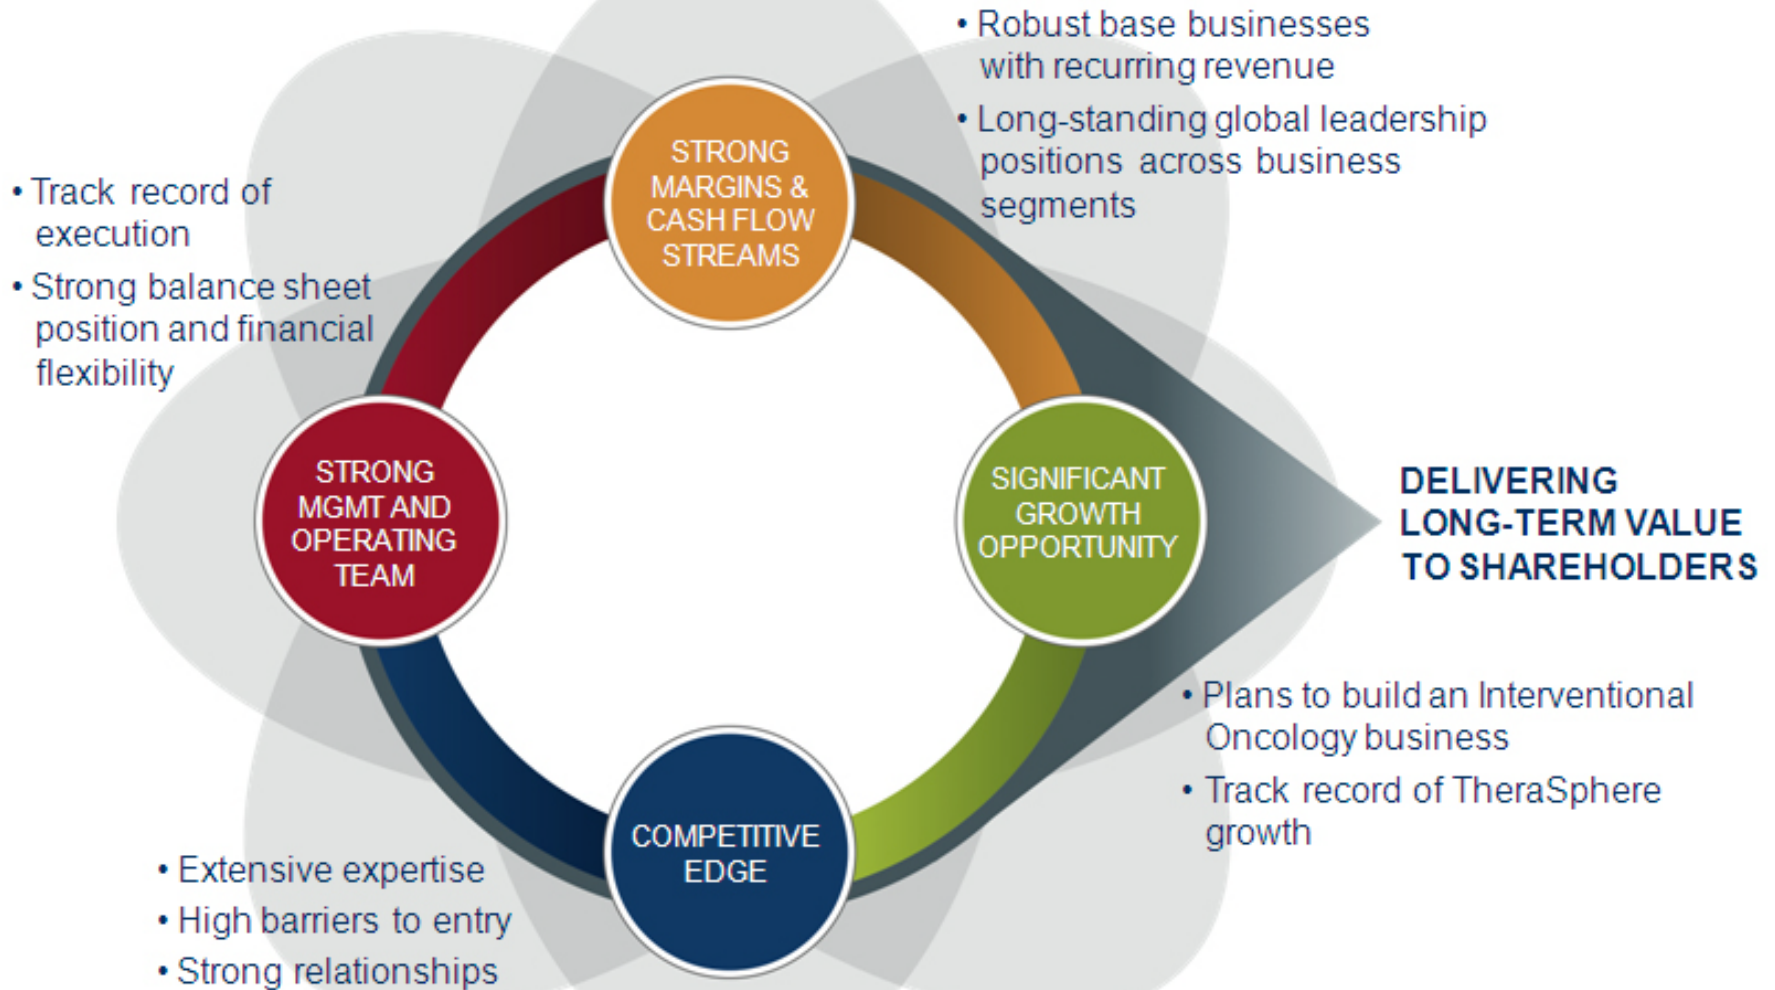 • Robust base businesses
with recurring revenue
• Long-standing global leadership
positions across business
segments
STRONG
MARGINS &
CASH FLOW
STREAMS
• Track record of
execution
• Strong balance sheet
position and financial
flexibility
STRONG
MGMT AND
OPERATING
TEAM
SIGNIFICANT
GROWTH
OPPORTUNITY
DELIVERING
LONG-TERM VALUE
TO SHAREHOLDERS
• Plans to build an Interventional
Oncology business
• Track record of TheraSphere
growth
COMPETITIVE
EDGE
• Extensive expertise
• High barriers to entry
• Strong relationships